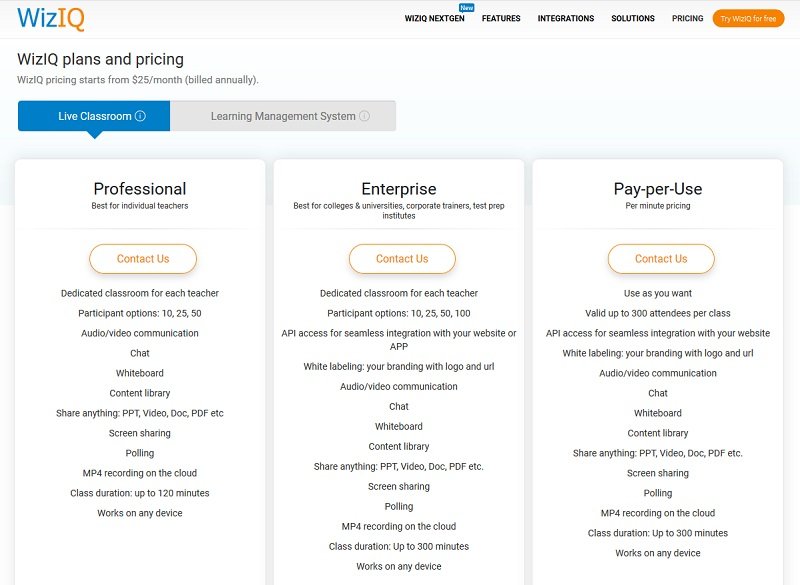 WizIQ
WIZIQ NEXTGEN
New
FEATURES
INTEGRATIONS
SOLUTIONS
PRICING
Try WizIQ for free
WizIQ plans and pricing
WizIQ pricing starts from $25/month (billed annually).
Live Classroom
Learning Management System
Professional
Best for individual teachers
Contact Us
Dedicated classroom for each teacher
Participant options: 10, 25, 50
Audio/video communication
Chat
Whiteboard
Content library
Share anything: PPT, Video, Doc, PDF etc
Screen sharing
Polling
MP4 recording on the cloud
Class duration: up to 120 minutes
Works on any device
Enterprise
Best for colleges & universities, corporate trainers, test prep
institutes
Contact Us
Dedicated classroom for each teacher
Participant options: 10, 25, 50, 100
API access for seamless integration with your website or
APP
White labeling: your branding with logo and url
Audio/video communication
Chat
Whiteboard
Content library
Share anything: PPT, Video, Doc, PDF etc.
Screen sharing
Polling
MP4 recording on the cloud
Class duration: Up to 300 minutes
Works on any device
Pay-per-Use
Per minute pricing
Contact Us
Use as you want
Valid up to 300 attendees per class
API access for seamless integration with your website
White labeling: your branding with logo and url
Audio/video communication
Chat
Whiteboard
Content library
Share anything: PPT, Video, Doc, PDF etc.
Screen sharing
Polling
MP4 recording on the cloud
Class duration: Up to 300 minutes
Works on any device